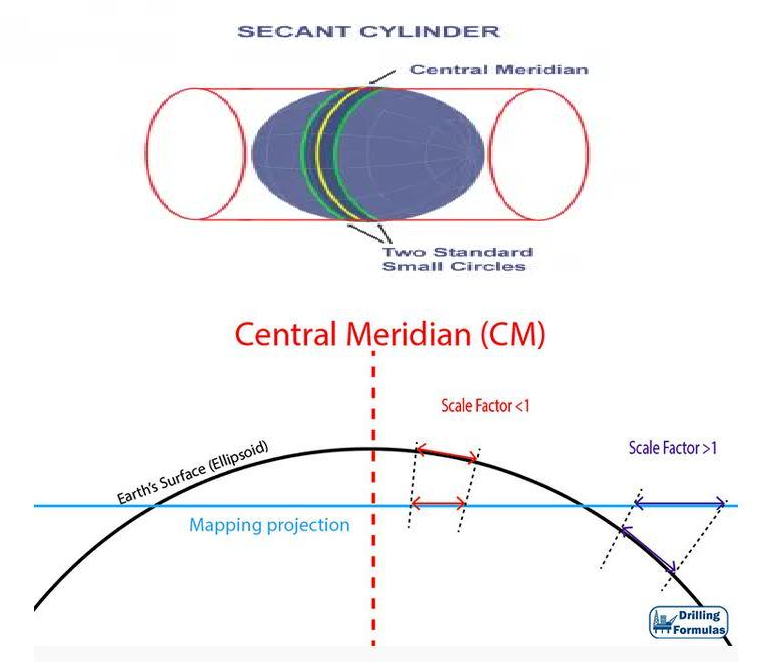 SECANT CYLINDER
Central Meridian
Two Standard
Small Circles
Central Meridian (CM)
Scale Factor <1
Scale Factor >1
Earth's Surface (Ellipsoid)
Mapping projection
Drilling
Formulas